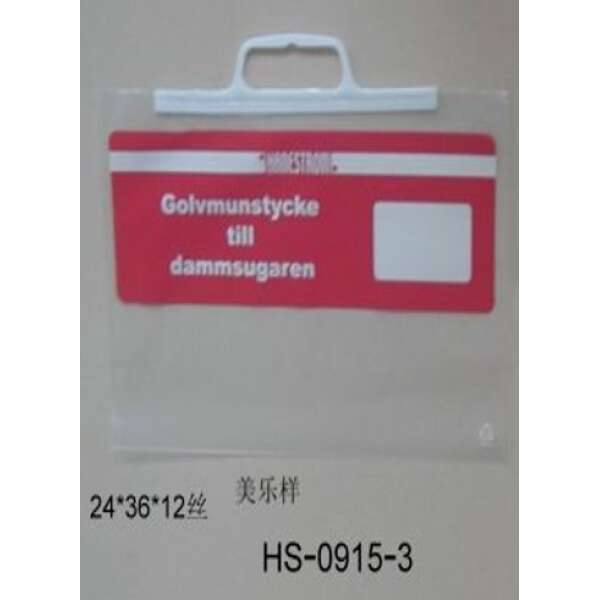 Golvmunstycke
till
dammsugaren
24*36*12丝
美乐样
HS-0915-3